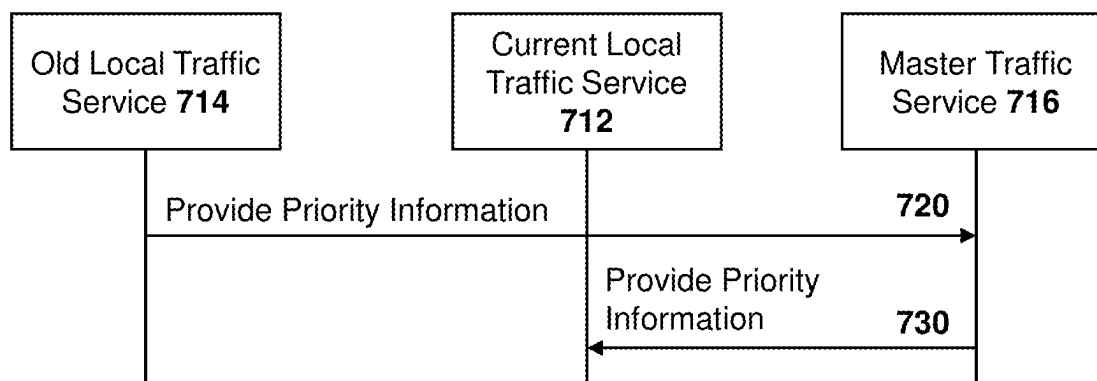 Old Local Traffic
Service 714
Current Local
Traffic Service
712
Master Traffic
Service 716
Provide Priority Information
720
Provide Priority
Information
730